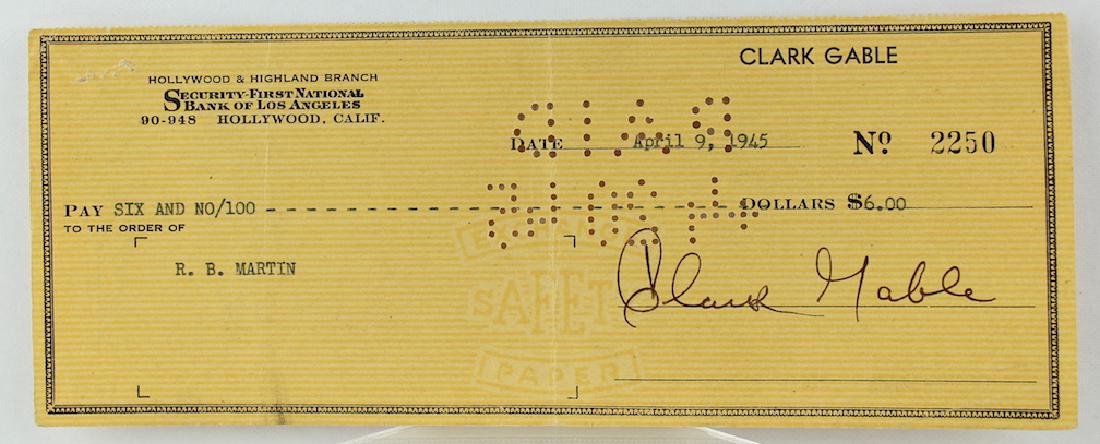 CLARK GABLE
HOLLYWOOD & HIGHLAND BRANCH
SECURITY-FIRST NATIONAL
BANK OF LOS ANGELES
90-948 HOLLYWOOD, CALIF.
DATE April 9, 1945 Nº 2250
PAY SIX AND NO/100 - - - - - - - - - - - - - - - - - - - - - - - - DOLLARS $6.00
TO THE ORDER OF
R. B. MARTIN
Clark Gable
SAFETY
PAPER